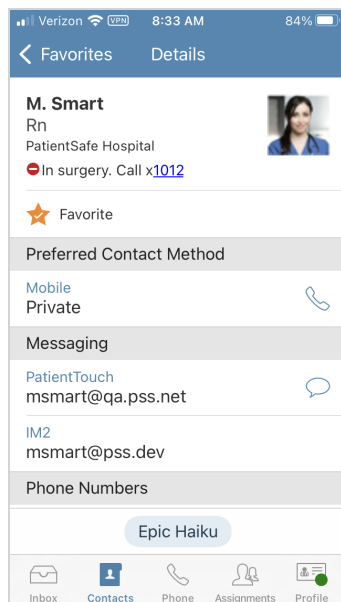 Verizon VPN 8:33 AM 84%
Favorites Details
M. Smart
Rn
PatientSafe Hospital
In surgery. Call x1012
Favorite
Preferred Contact Method
Mobile
Private
Messaging
PatientTouch
msmart@qa.pss.net
IM2
msmart@pss.dev
Phone Numbers
Epic Haiku
Inbox Contacts Phone Assignments Profile